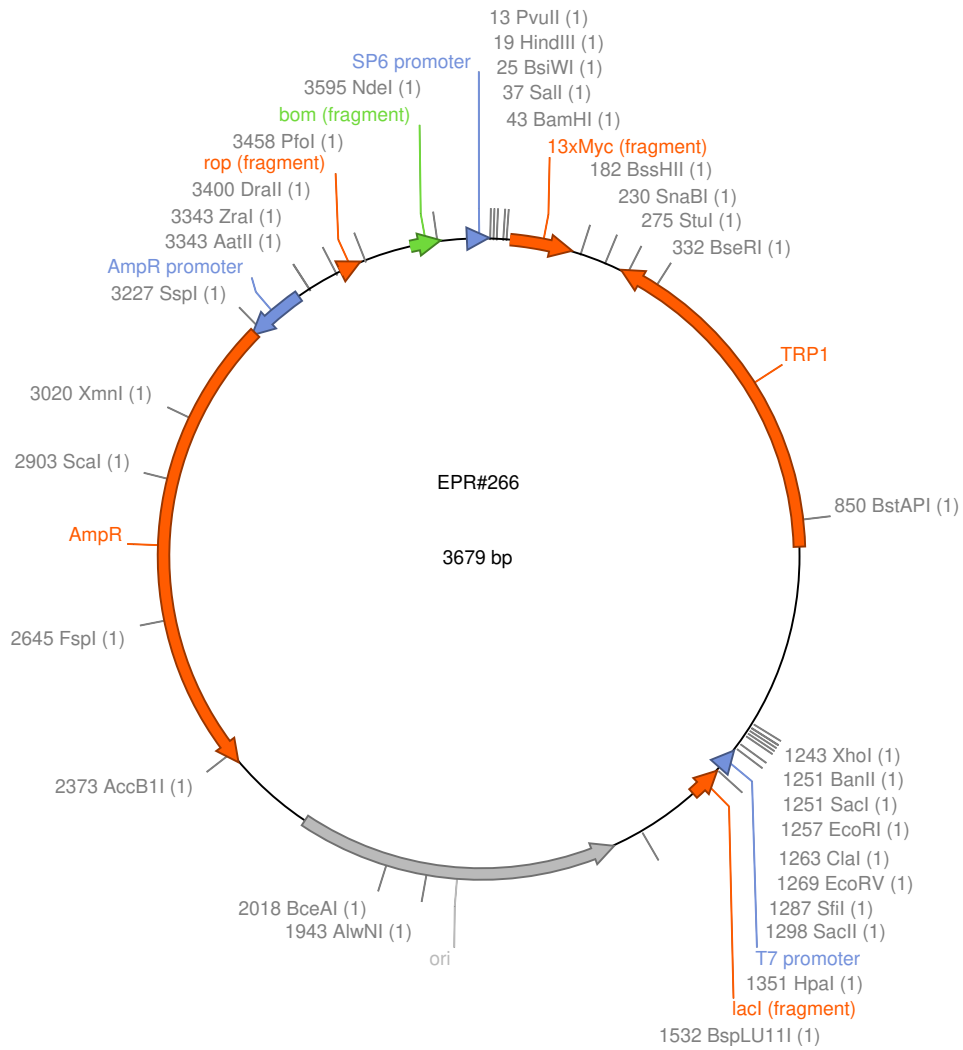 13 PvuII (1)
19 HindIII (1)
SP6 promoter
25 BsiWI (1)
3595 NdeI (1)
37 SalI (1)
bom (fragment)
43 BamHI (1)
3458 PfoI (1)
13xMyc (fragment)
rop (fragment)
182 BssHII (1)
3400 DraII (1)
230 SnaBI (1)
3343 ZraI (1)
275 StuI (1)
3343 AatII (1)
332 BseRI (1)
AmpR promoter
3227 SspI (1)
TRP1
3020 XmnI (1)
2903 ScaI (1)
EPR#266
850 BstAPI (1)
AmpR
3679 bp
2645 FspI (1)
1243 XhoI (1)
2373 AccB1I (1)
1251 BanII (1)
1251 SacI (1)
1257 EcoRI (1)
1263 ClaI (1)
1269 EcoRV (1)
2018 BceAI (1)
1287 SfiI (1)
1943 AlwNI (1)
1298 SacII (1)
ori
T7 promoter
1351 HpaI (1)
lacI (fragment)
1532 BspLU11I (1)